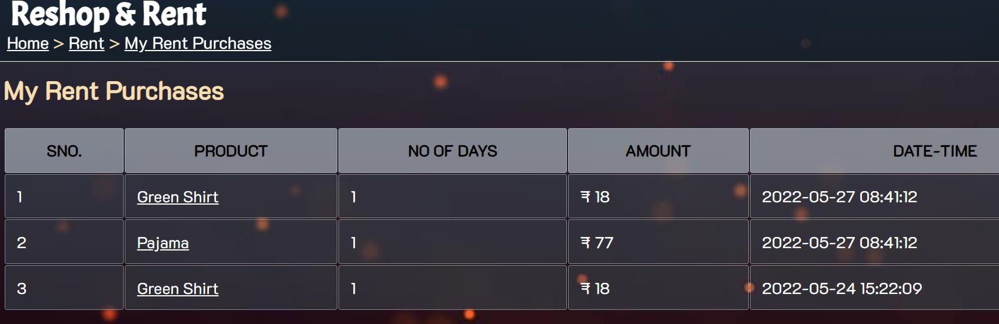 Reshop & Rent
Home > Rent > My Rent Purchases
My Rent Purchases
SNO. PRODUCT NO OF DAYS AMOUNT DATE-TIME
1 Green Shirt 1 ₹ 18 2022-05-27 08:41:12
2 Pajama 1 ₹ 77 2022-05-27 08:41:12
3 Green Shirt 1 ₹ 18 2022-05-24 15:22:09